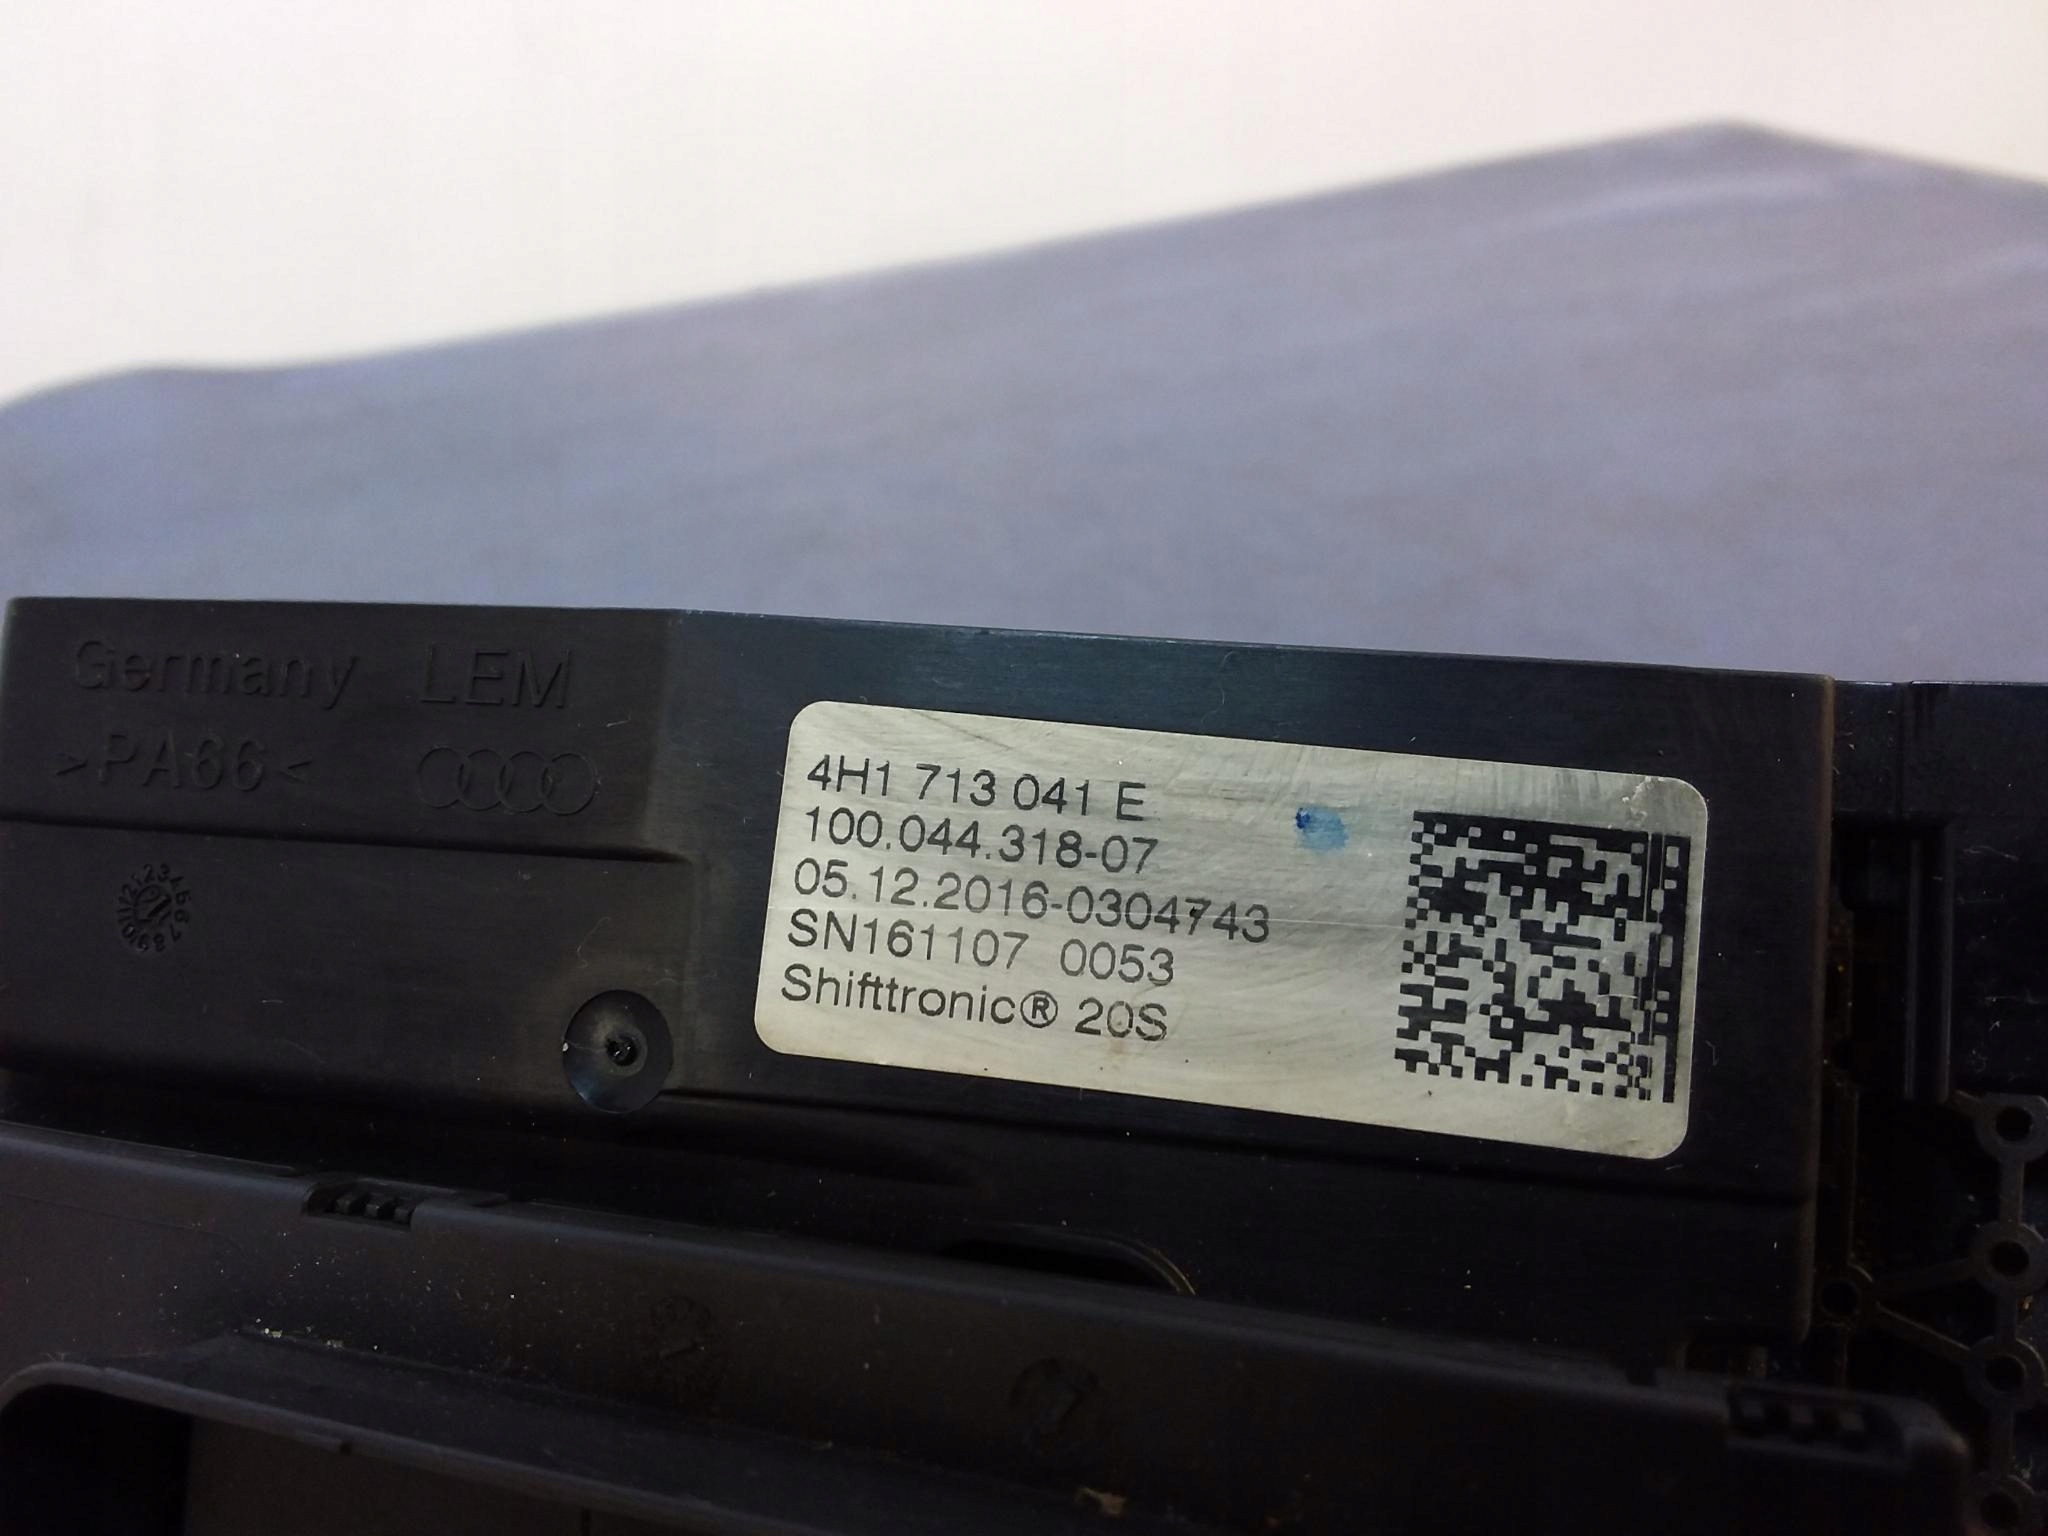 Germany LEM
>PA66<
4H1 713 041 E
100.044.318-07
05.12.2016-0304743
SN161107 0053
Shifttronic® 20S